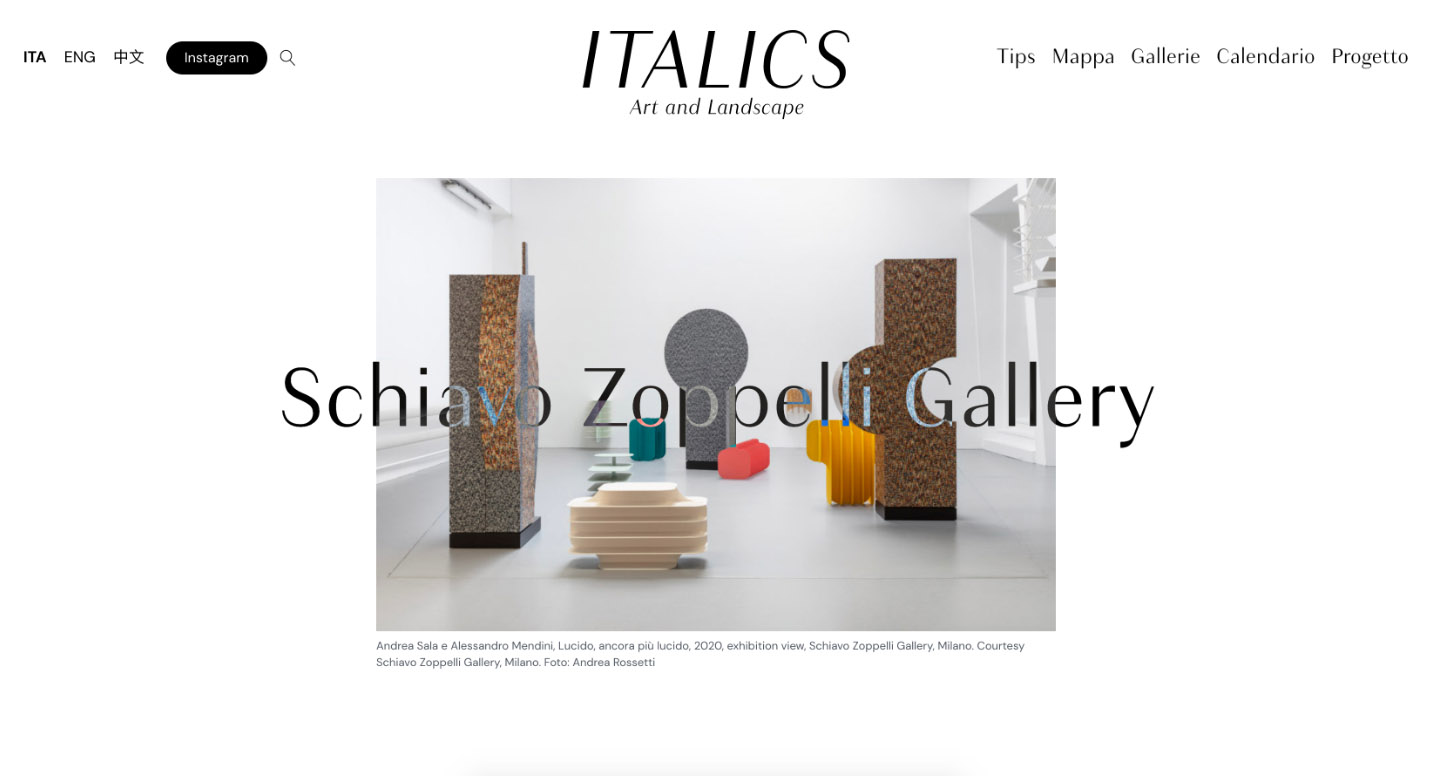 ITA ENG 中文 Instagram
ITALICS
Art and Landscape
Tips Mappa Gallerie Calendario Progetto
Schiavo Zoppelli Gallery
Andrea Sala e Alessandro Mendini, Lucido, ancora più lucido, 2020, exhibition view, Schiavo Zoppelli Gallery, Milano. Courtesy
Schiavo Zoppelli Gallery, Milano. Foto: Andrea Rossetti